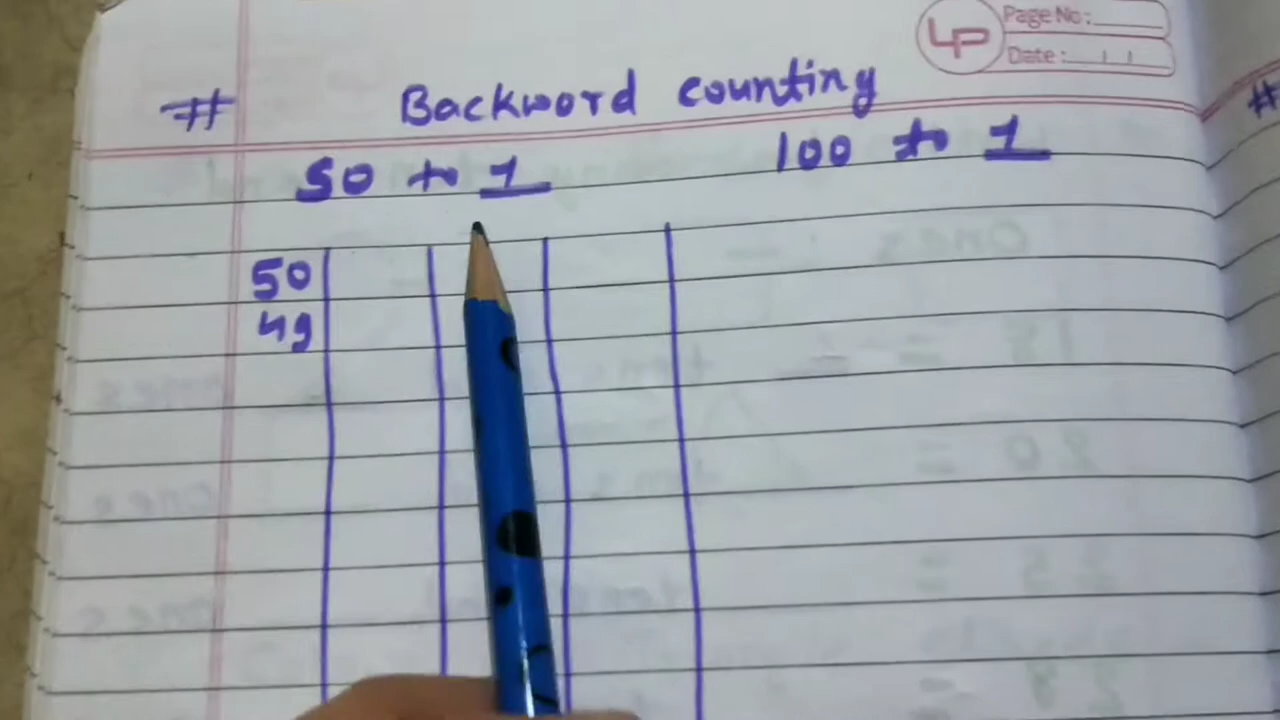 LP
Page No:
Date:
# Backword counting
50 to 1
100 to 1
50
49
#